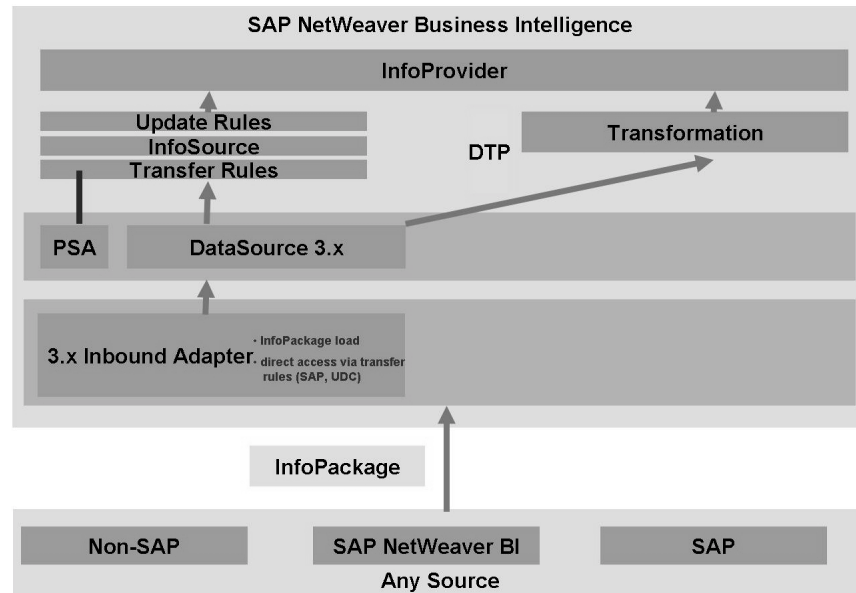 SAP NetWeaver Business Intelligence
InfoProvider
Update Rules
InfoSource
Transfer Rules
DTP
Transformation
PSA
DataSource 3.x
3.x Inbound Adapter
· InfoPackage load
· direct access via transfer
rules (SAP, UDC)
InfoPackage
Non-SAP
SAP NetWeaver BI
SAP
Any Source